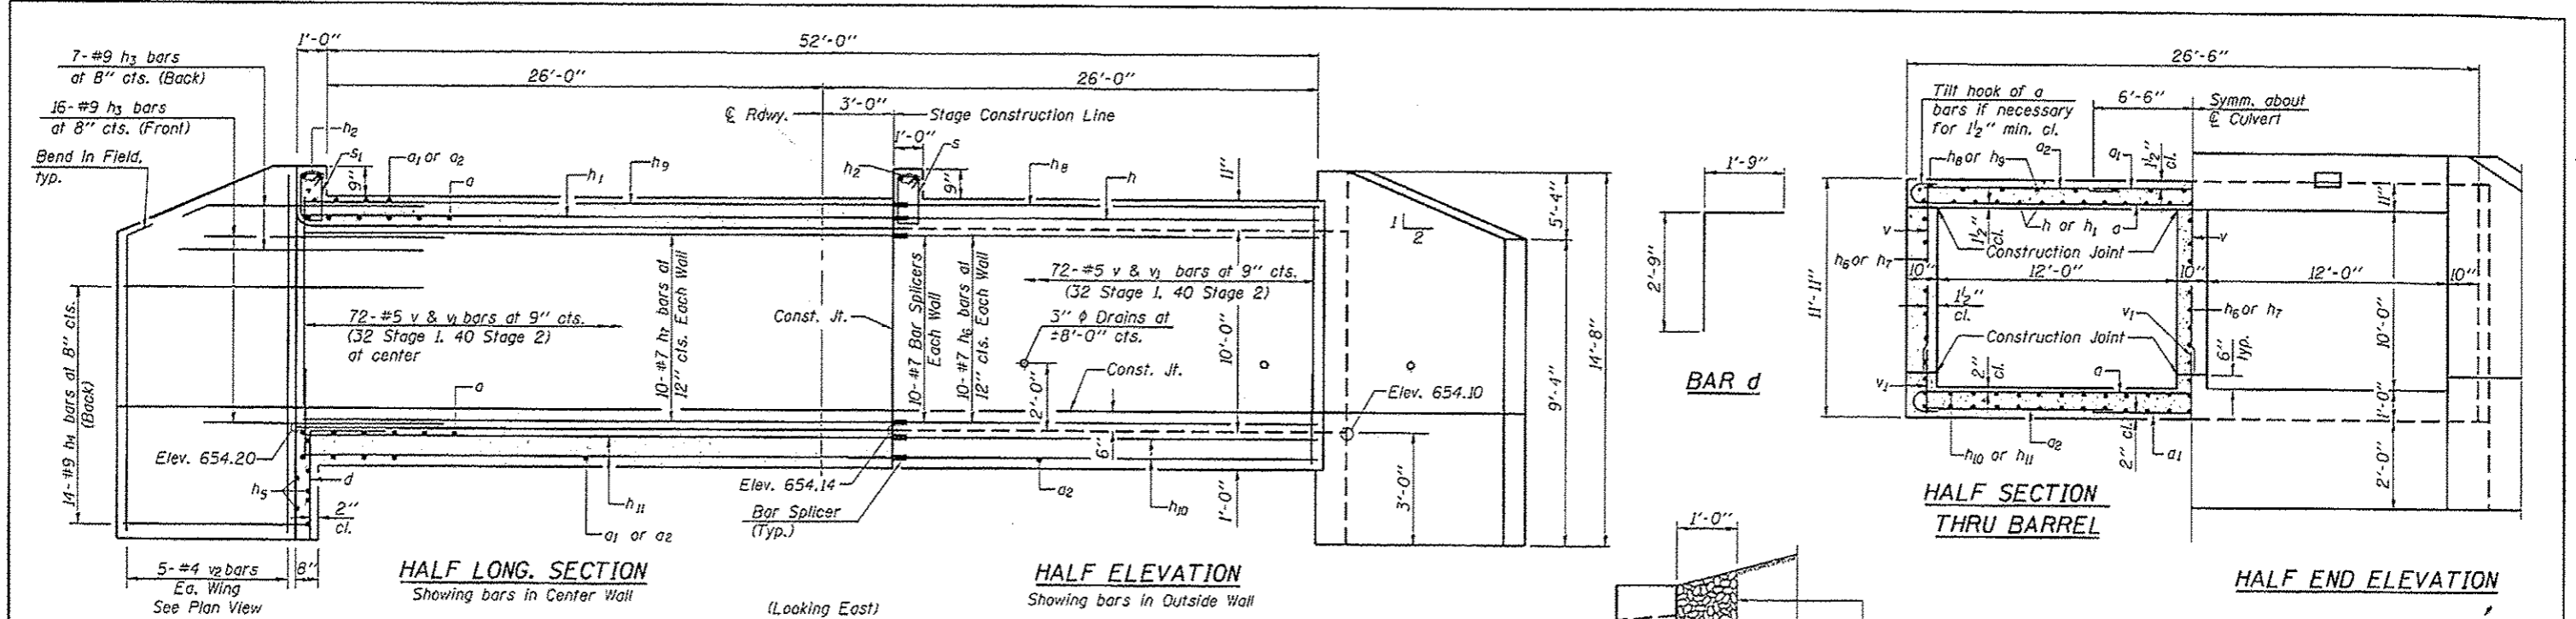 1'-0"
52'-0"
26'-0"
26'-0"
3'-0"
Stage Construction Line
℄ Rdwy.
7-#9 h3 bars
at 8" cts. (Back)
16-#9 h3 bars
at 8" cts. (Front)
Bend in Field,
typ.
h2
s1
9"
a1 or a2
a
h1
h9
1'-0"
h2
s
9"
h8
h
11"
1
2
5'-4"
14'-8"
9'-4"
14-#9 h4 bars at 8" cts.
(Back)
72-#5 v & v1 bars at 9" cts.
(32 Stage 1, 40 Stage 2)
at center
10-#7 h7 bars at
12" cts. Each Wall
Const. Jt.
10-#7 Bar Splicers
Each Wall
10-#7 h6 bars at
12" cts. Each Wall
72-#5 v & v1 bars at 9" cts.
(32 Stage 1, 40 Stage 2)
3" ϕ Drains at
±8'-0" cts.
2'-0"
10'-0"
Const. Jt.
Elev. 654.10
a
Elev. 654.20
h5
d
2"
cl.
h11
a1 or a2
Elev. 654.14
Bar Splicer
(Typ.)
6"
a2
1'-0"
h10
3'-0"
5-#4 v2 bars
Ea. Wing
See Plan View
8"
HALF LONG. SECTION
Showing bars in Center Wall
(Looking East)
HALF ELEVATION
Showing bars in Outside Wall
1'-9"
2'-9"
BAR d
1'-0"
26'-6"
Tilt hook of a
bars if necessary
for 1½" min. cl.
6'-6"
Symm. about
℄ Culvert
h8 or h9
a2
a1
1½"
cl.
11'-11"
v
h6 or h7
10"
1½"
cl.
h or h1
a
Construction Joint
12'-0"
10"
v
12'-0"
10"
11"
1½"
cl.
v1
h6 or h7
Construction Joint
6"
typ.
10'-0"
v1
2"
cl.
a
1'-0"
h10 or h11
a2
2" cl.
a1
2'-0"
HALF SECTION
THRU BARREL
HALF END ELEVATION